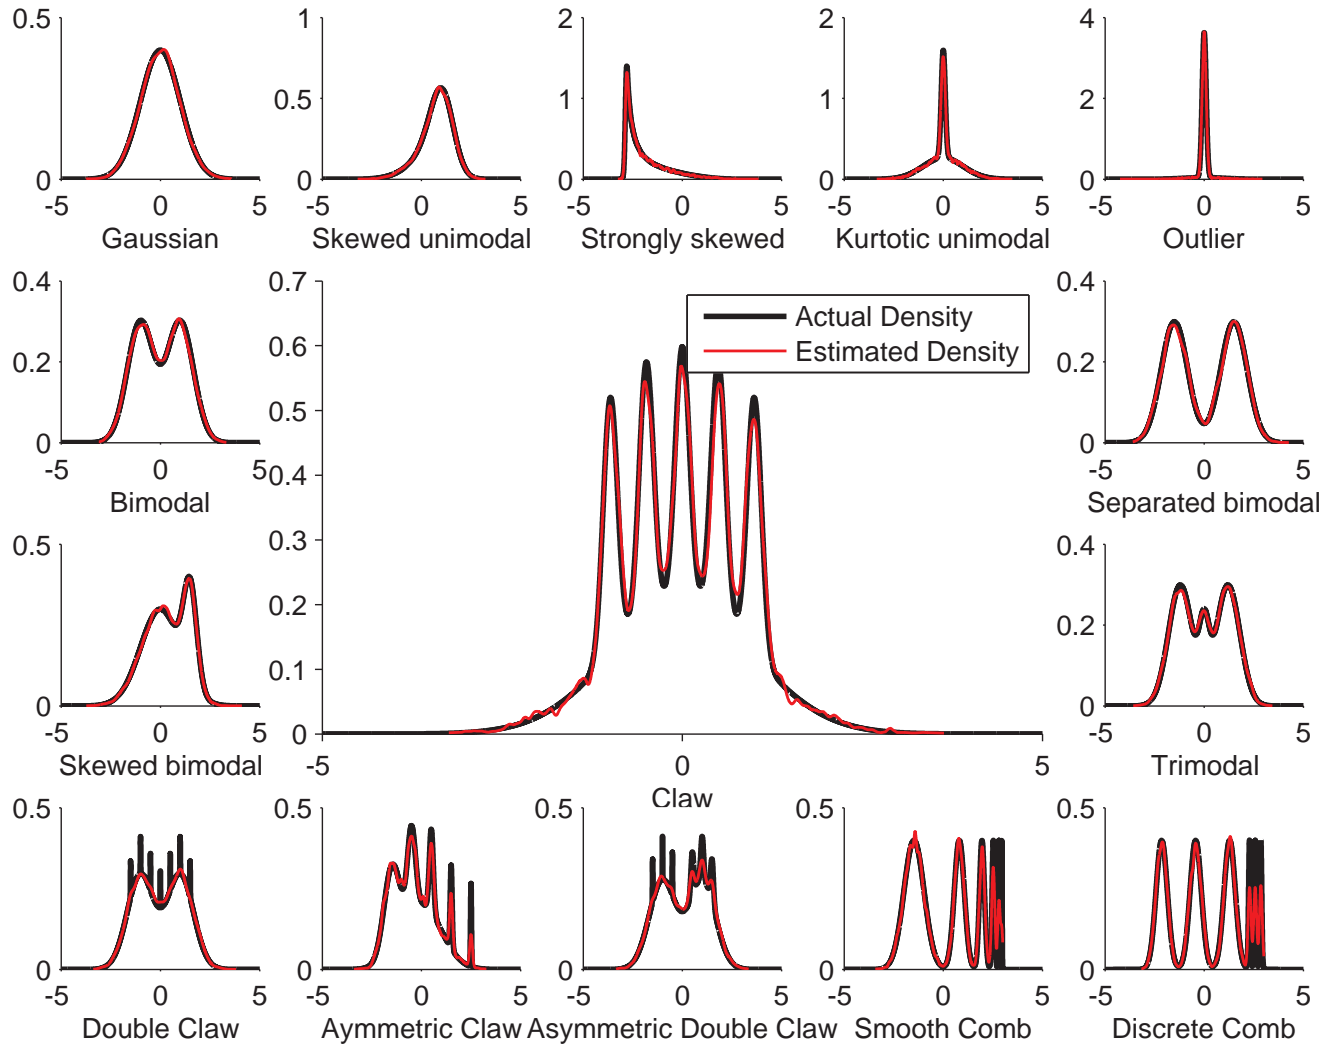 0.5
0
-5 0 5
Gaussian
1
0.5
0
-5 0 5
Skewed unimodal
2
1
0
-5 0 5
Strongly skewed
2
1
0
-5 0 5
Kurtotic unimodal
4
2
0
-5 0 5
Outlier
0.4
0.2
0
-5 0 5
Bimodal
0.7
0.6
0.5
0.4
0.3
0.2
0.1
0
-5 0 5
Claw
Actual Density
Estimated Density
0.4
0.2
0
-5 0 5
Separated bimodal
0.5
0
-5 0 5
Skewed bimodal
0.4
0.2
0
-5 0 5
Trimodal
0.5
0
-5 0 5
Double Claw
0.5
0
-5 0 5
Aymmetric Claw
0.5
0
-5 0 5
Asymmetric Double Claw
0.5
0
-5 0 5
Smooth Comb
0.5
0
-5 0 5
Discrete Comb